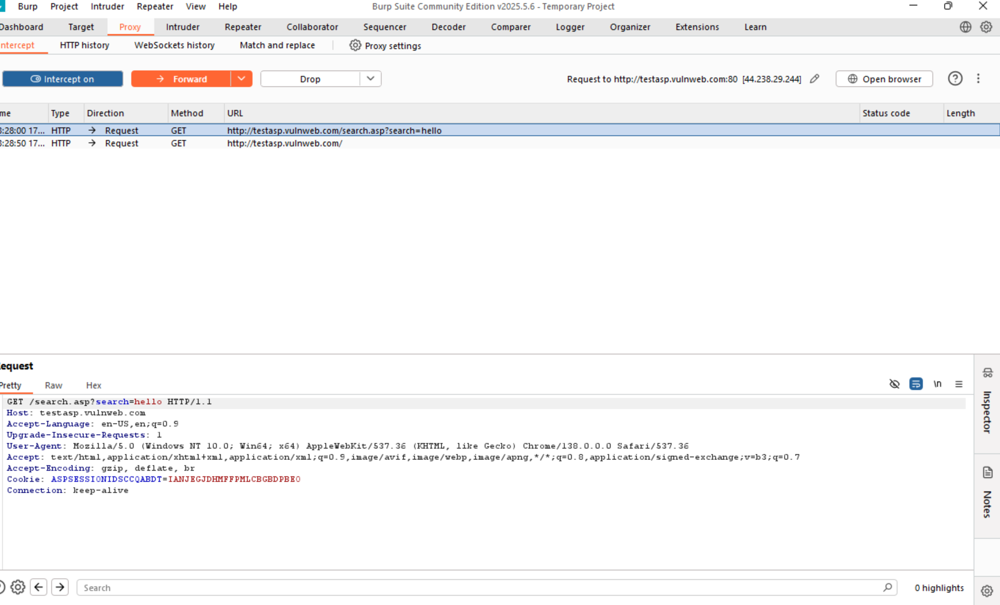 Burp Project Intruder Repeater View Help Burp Suite Community Edition v2025.5.6 - Temporary Project
Dashboard Target Proxy Intruder Repeater Collaborator Sequencer Decoder Comparer Logger Organizer Extensions Learn
ntercept HTTP history WebSockets history Match and replace Proxy settings
Intercept on Forward Drop Request to http://testasp.vulnweb.com:80 [44.238.29.244] Open browser
me Type Direction Method URL Status code Length
3:28:00 17... HTTP → Request GET http://testasp.vulnweb.com/search.asp?search=hello
3:28:50 17... HTTP → Request GET http://testasp.vulnweb.com/
equest
Pretty Raw Hex \n
GET /search.asp?search=hello HTTP/1.1
Host: testasp.vulnweb.com
Accept-Language: en-US,en;q=0.9
Upgrade-Insecure-Requests: 1
User-Agent: Mozilla/5.0 (Windows NT 10.0; Win64; x64) AppleWebKit/537.36 (KHTML, like Gecko) Chrome/138.0.0.0 Safari/537.36
Accept: text/html,application/xhtml+xml,application/xml;q=0.9,image/avif,image/webp,image/apng,*/*;q=0.8,application/signed-exchange;v=b3;q=0.7
Accept-Encoding: gzip, deflate, br
Cookie: ASPSESSIONIDSCCQABDT=IANJEGJDHMFFPMLCBGBDPBEO
Connection: keep-alive
Inspector
Notes
Search 0 highlights